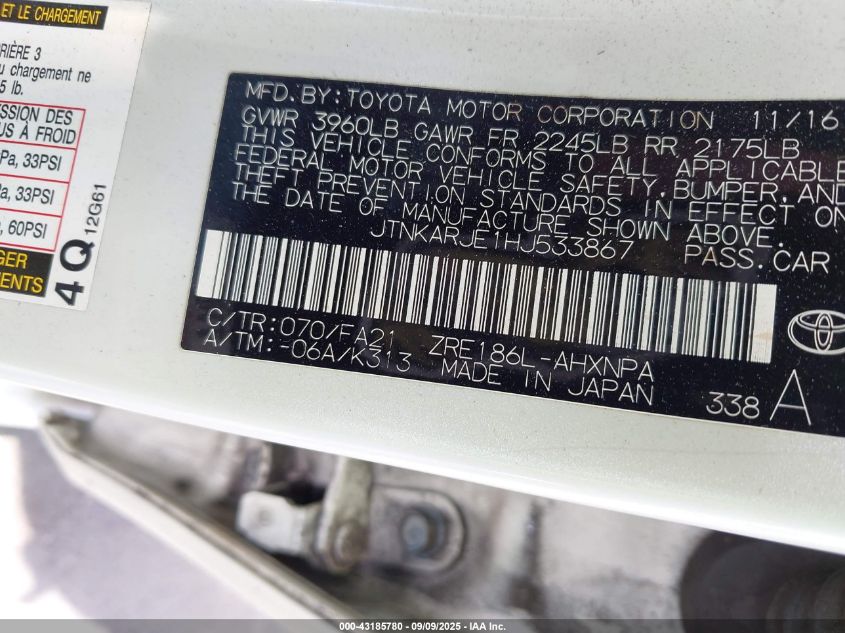 ET LE CHARGEMENT
RIÈRE 3
u chargement ne
5 lb.
SSION DES
US À FROID
Pa, 33PSI
a, 33PSI
, 60PSI
GER
MENTS
4Q 12G61
MFD. BY: TOYOTA MOTOR CORPORATION 11/16
GVWR 3960LB GAWR FR 2245LB RR 2175LB
THIS VEHICLE CONFORMS TO ALL APPLICABLE
FEDERAL MOTOR VEHICLE SAFETY, BUMPER, AND
THEFT PREVENTION STANDARDS IN EFFECT ON
THE DATE OF MANUFACTURE SHOWN ABOVE.
JTNKARJE1HJ533867 PASS.CAR
C/TR:070/FA21 ZRE186L-AHXNPA
A/TM:-06A/K313 MADE IN JAPAN
338 A
000-43185780 - 09/09/2025 - IAA Inc.